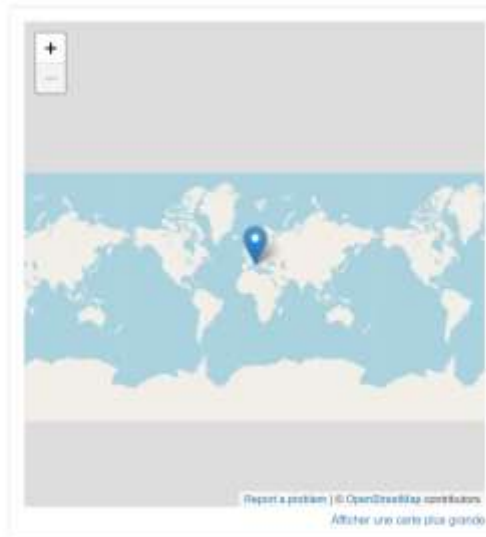 +
−
Report a problem | © OpenStreetMap contributors
Afficher une carte plus grande